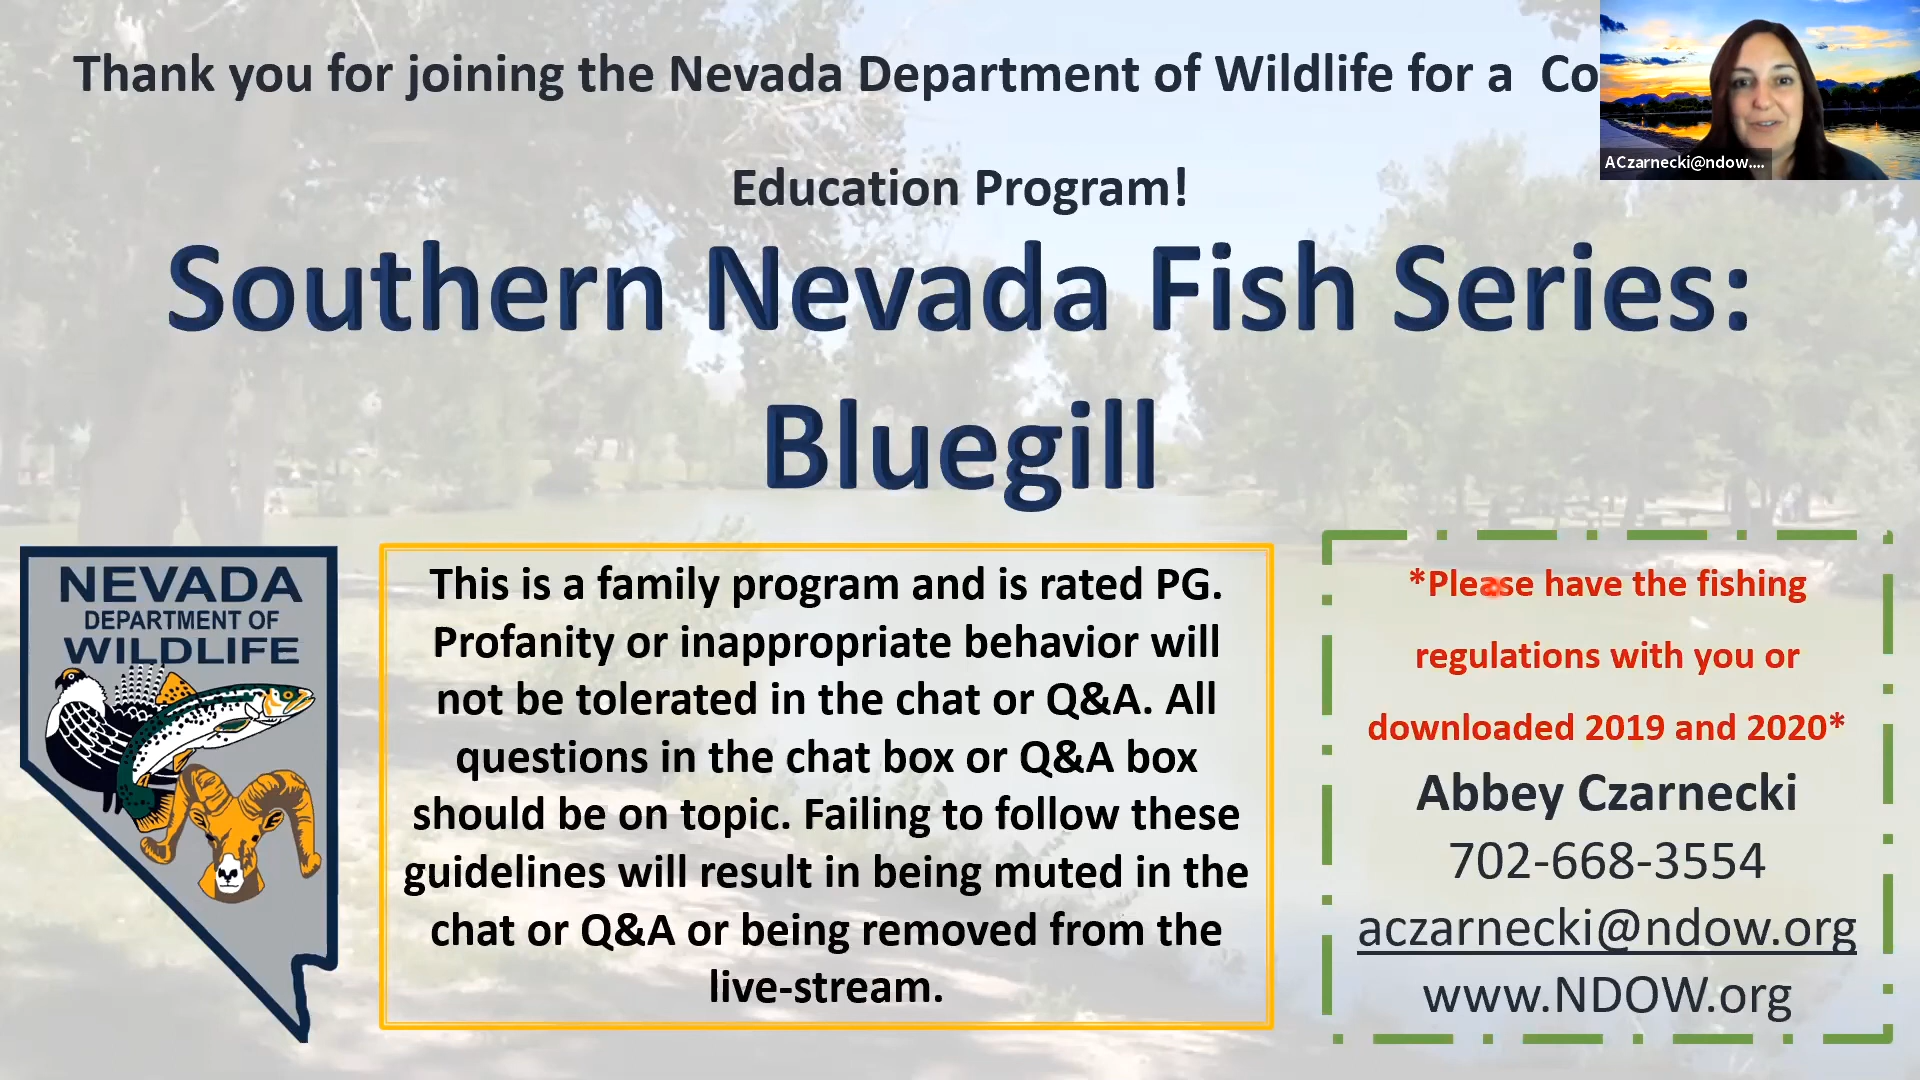 Thank you for joining the Nevada Department of Wildlife for a Co
ACzarnecki@ndow....
Education Program!
Southern Nevada Fish Series:
Bluegill
NEVADA
DEPARTMENT OF
WILDLIFE
This is a family program and is rated PG.
Profanity or inappropriate behavior will
not be tolerated in the chat or Q&A. All
questions in the chat box or Q&A box
should be on topic. Failing to follow these
guidelines will result in being muted in the
chat or Q&A or being removed from the
live-stream.
*Please have the fishing
regulations with you or
downloaded 2019 and 2020*
Abbey Czarnecki
702-668-3554
aczarnecki@ndow.org
www.NDOW.org